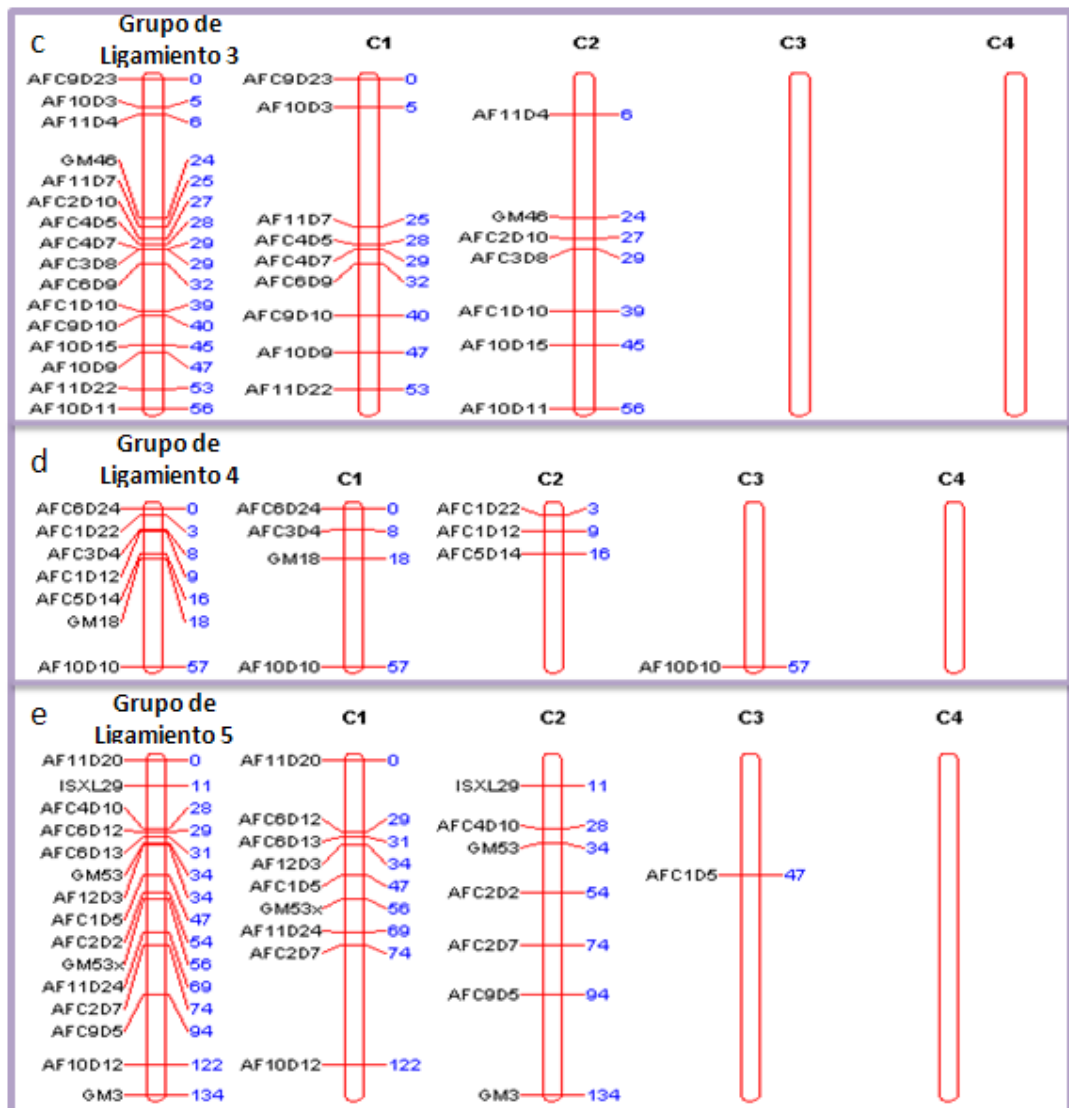 c
Grupo de
Ligamiento 3
C1
C2
C3
C4
AFC9D23 0
AF10D3 5
AF11D4 6
GM46 24
AF11D7 25
AFC2D10 27
AFC4D5 28
AFC4D7 29
AFC3D8 29
AFC6D9 32
AFC1D10 39
AFC9D10 40
AF10D15 45
AF10D9 47
AF11D22 53
AF10D11 56
AFC9D23 0
AF10D3 5
AF11D7 25
AFC4D5 28
AFC4D7 29
AFC6D9 32
AFC9D10 40
AF10D9 47
AF11D22 53
AF11D4 6
GM46 24
AFC2D10 27
AFC3D8 29
AFC1D10 39
AF10D15 45
AF10D11 56
d
Grupo de
Ligamiento 4
C1
C2
C3
C4
AFC6D24 0
AFC1D22 3
AFC3D4 8
AFC1D12 9
AFC5D14 16
GM18 18
AF10D10 57
AFC6D24 0
AFC3D4 8
GM18 18
AF10D10 57
AFC1D22 3
AFC1D12 9
AFC5D14 16
AF10D10 57
e
Grupo de
Ligamiento 5
C1
C2
C3
C4
AF11D20 0
ISXL29 11
AFC4D10 28
AFC6D12 29
AFC6D13 31
GM53 34
AF12D3 34
AFC1D5 47
AFC2D2 54
GM53x 56
AF11D24 69
AFC2D7 74
AFC9D5 94
AF10D12 122
GM3 134
AF11D20 0
AFC6D12 29
AFC6D13 31
AF12D3 34
AFC1D5 47
GM53x 56
AF11D24 69
AFC2D7 74
AF10D12 122
ISXL29 11
AFC4D10 28
GM53 34
AFC2D2 54
AFC2D7 74
AFC9D5 94
GM3 134
AFC1D5 47